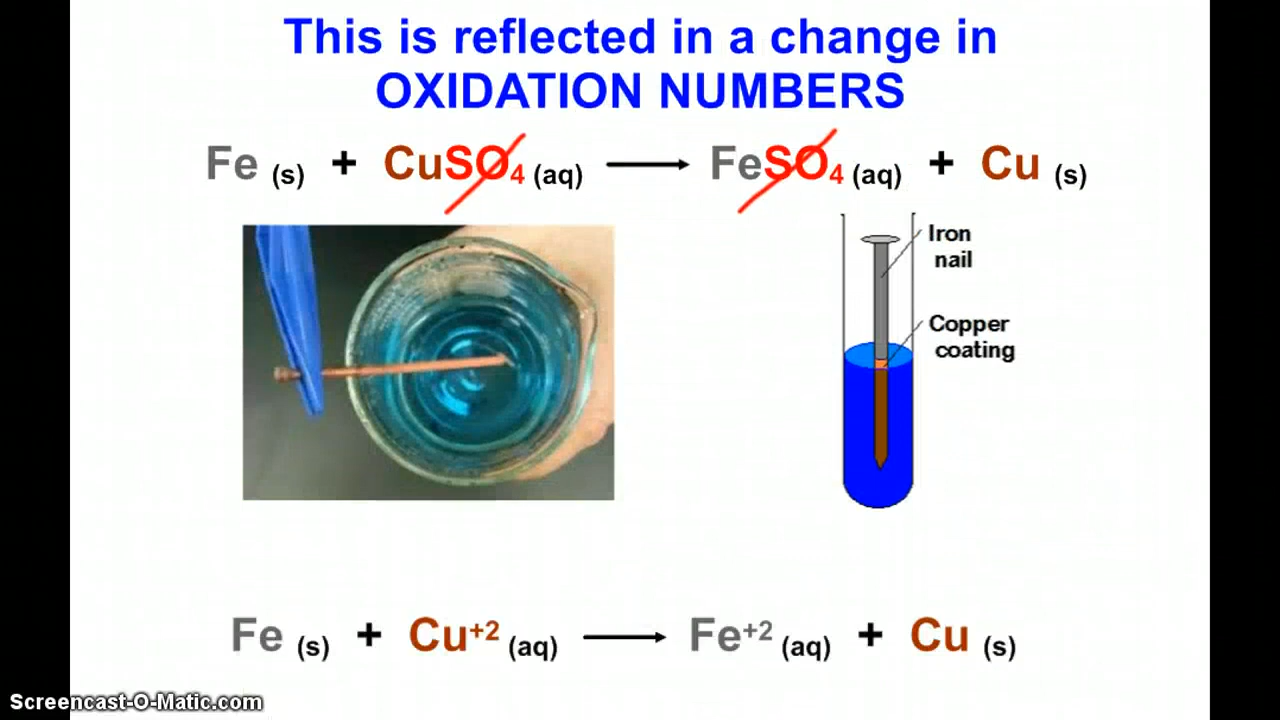 This is reflected in a change in
OXIDATION NUMBERS
Fe (s) + CuSO4 (aq) → FeSO4 (aq) + Cu (s)
Iron
nail
Copper
coating
Fe (s) + Cu+2 (aq) → Fe+2 (aq) + Cu (s)
Screencast-O-Matic.com